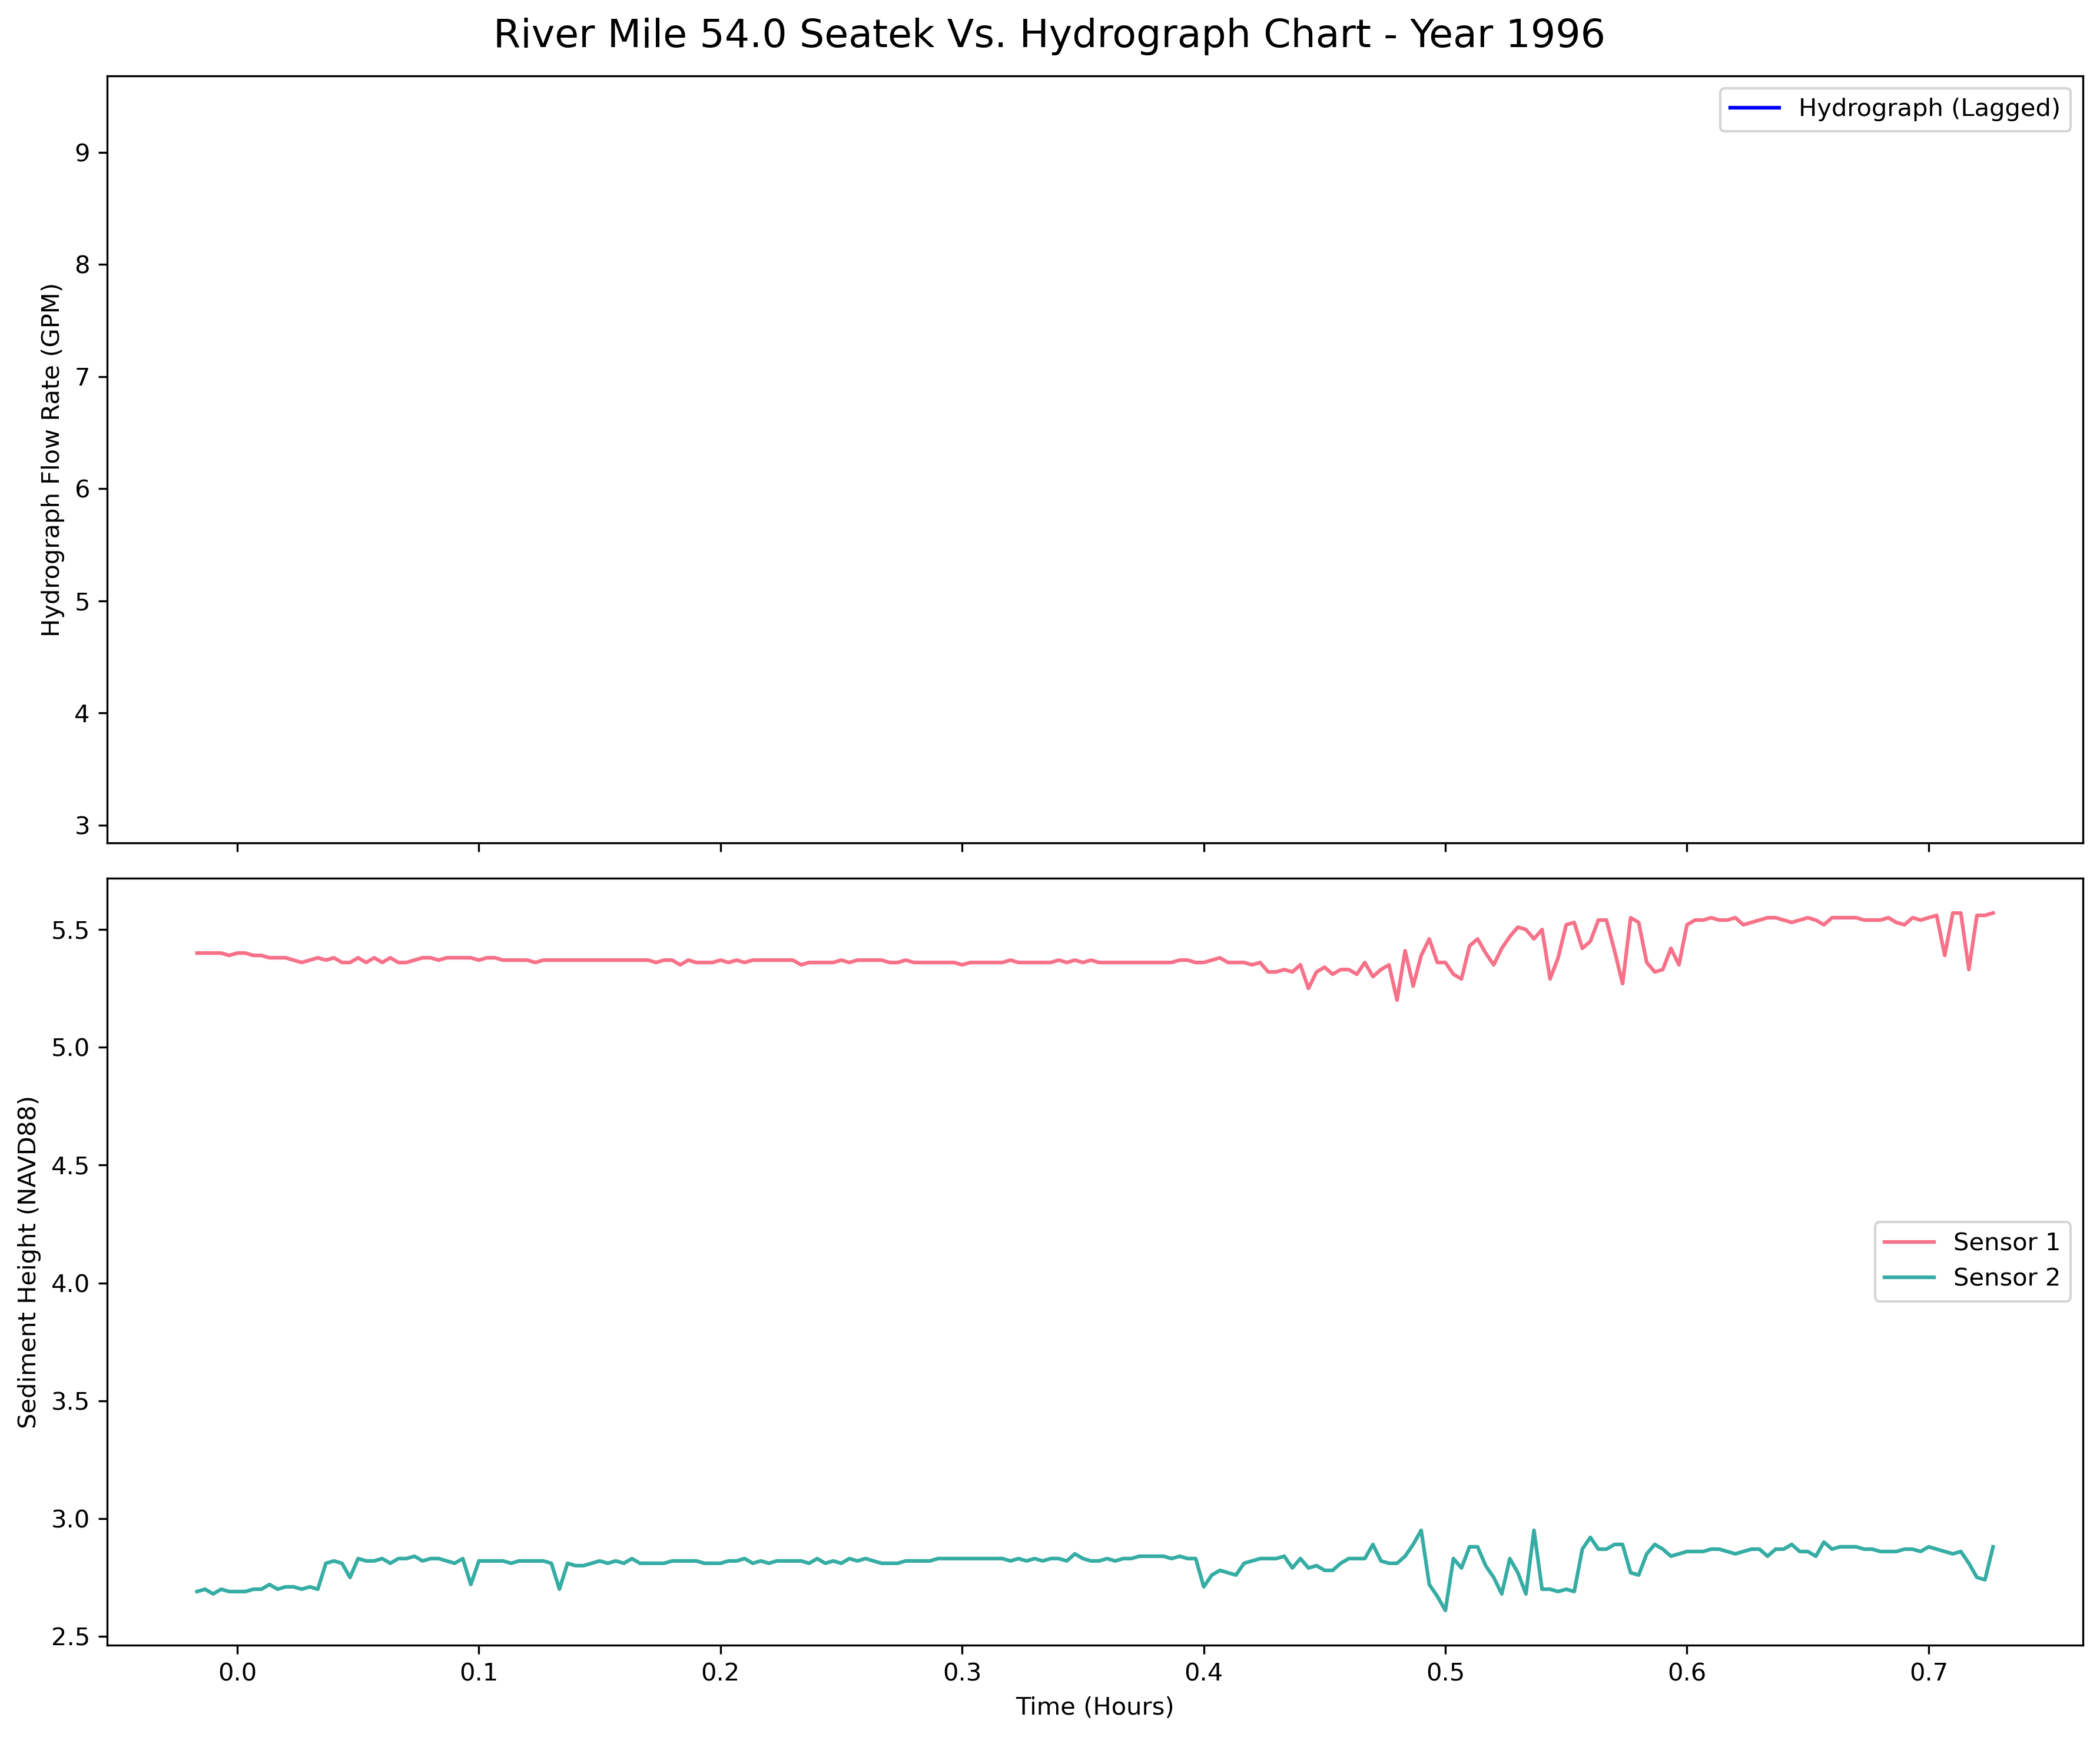 River Mile 54.0 Seatek Vs. Hydrograph Chart - Year 1996
Hydrograph (Lagged)
Hydrograph Flow Rate (GPM)
9
8
7
6
5
4
3
Sediment Height (NAVD88)
5.5
5.0
4.5
4.0
3.5
3.0
2.5
Sensor 1
Sensor 2
0.0 0.1 0.2 0.3 0.4 0.5 0.6 0.7
Time (Hours)